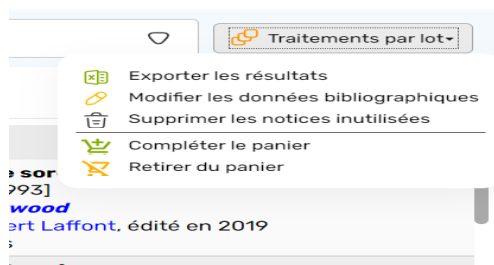 Traitements par lot
Exporter les résultats
Modifier les données bibliographiques
Supprimer les notices inutilisées
Compléter le panier
Retirer du panier
sor
993]
wood
ert Laffont, édité en 2019
s